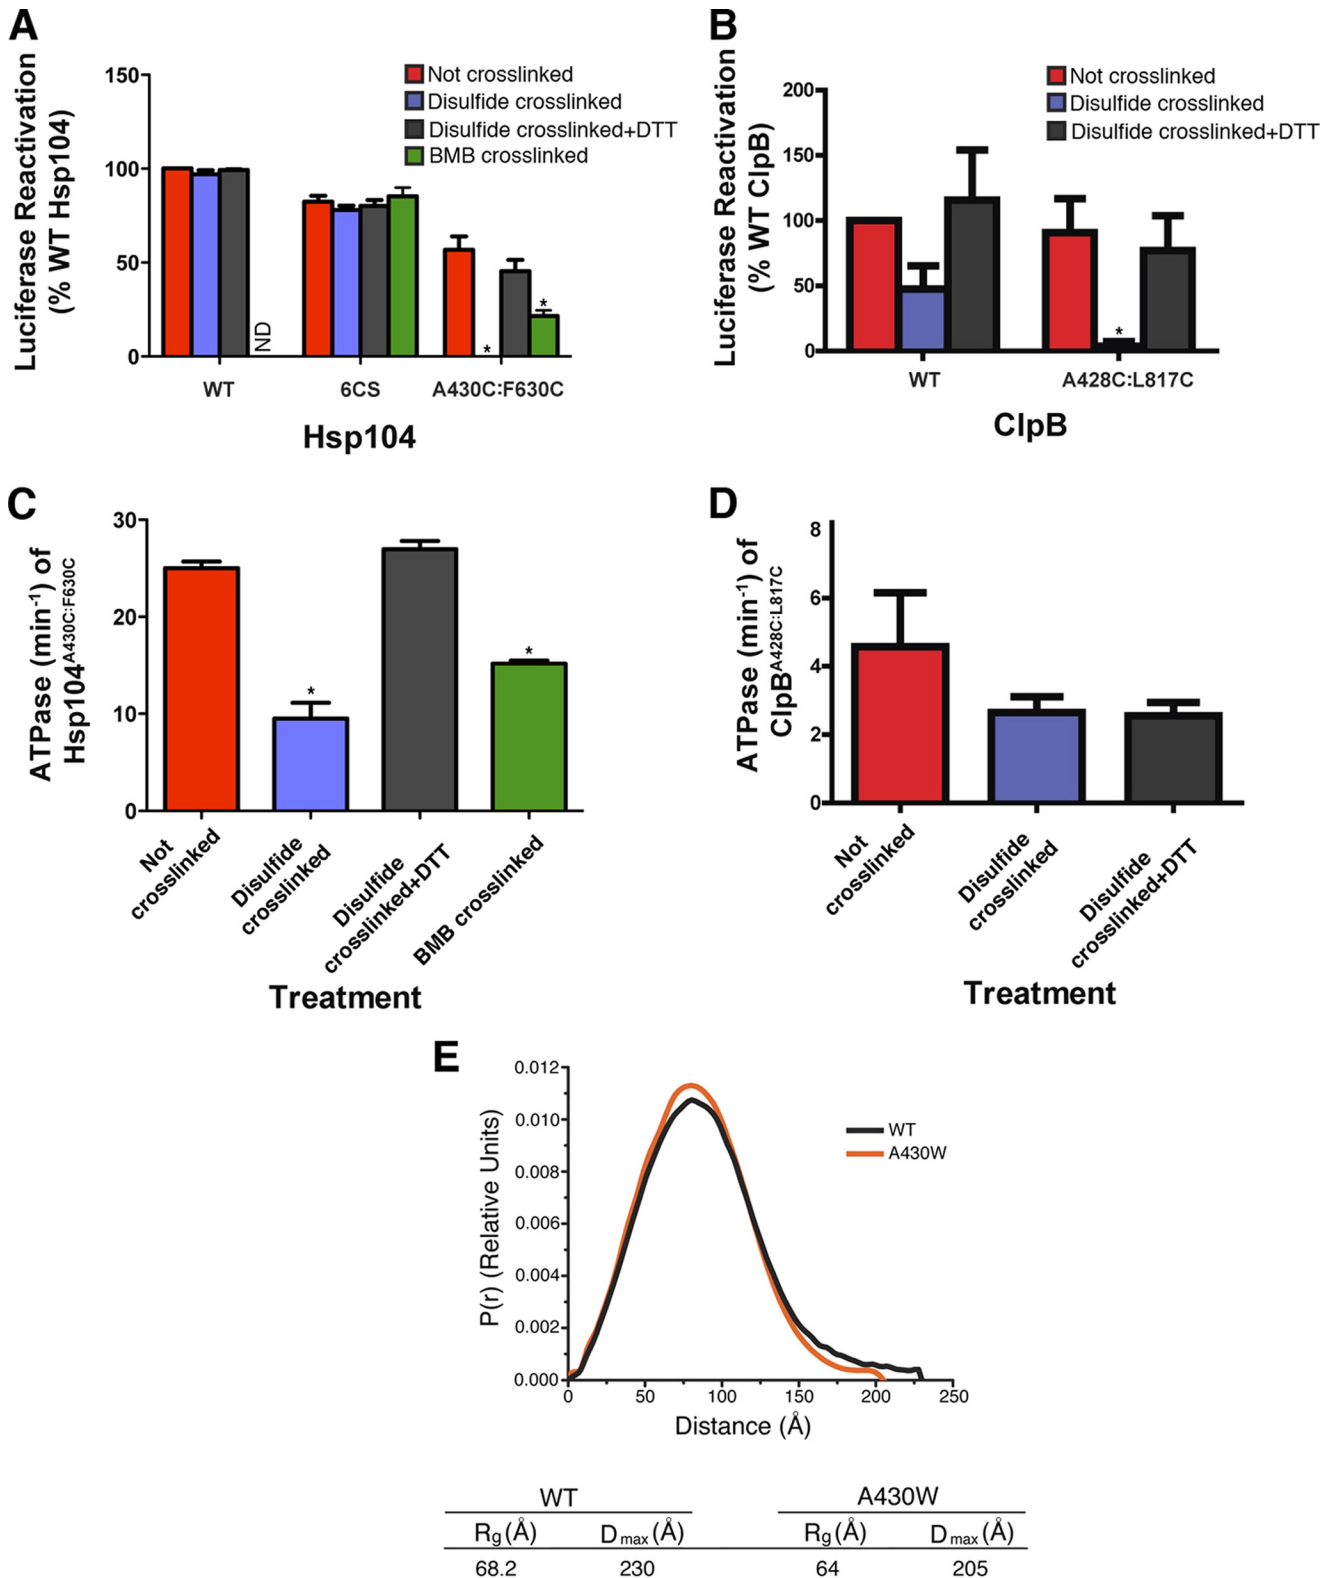 A
Luciferase Reactivation
(% WT Hsp104)
150
100
50
0
Not crosslinked
Disulfide crosslinked
Disulfide crosslinked+DTT
BMB crosslinked
ND
*
*
WT
6CS
A430C:F630C
Hsp104
B
Luciferase Reactivation
(% WT ClpB)
200
150
100
50
0
Not crosslinked
Disulfide crosslinked
Disulfide crosslinked+DTT
*
WT
A428C:L817C
ClpB
C
ATPase (min-1) of
Hsp104A430C:F630C
30
20
10
0
*
*
Not
crosslinked
Disulfide
crosslinked
Disulfide
crosslinked+DTT
BMB crosslinked
Treatment
D
ATPase (min-1) of
ClpBA428C:L817C
8
6
4
2
0
Not
crosslinked
Disulfide
crosslinked
Disulfide
crosslinked+DTT
Treatment
E
P(r) (Relative Units)
0.012
0.010
0.008
0.006
0.004
0.002
0.000
WT
A430W
0 50 100 150 200 250
Distance (Å)
WT A430W
Rg(Å) Dmax(Å) Rg(Å) Dmax(Å)
68.2 230 64 205